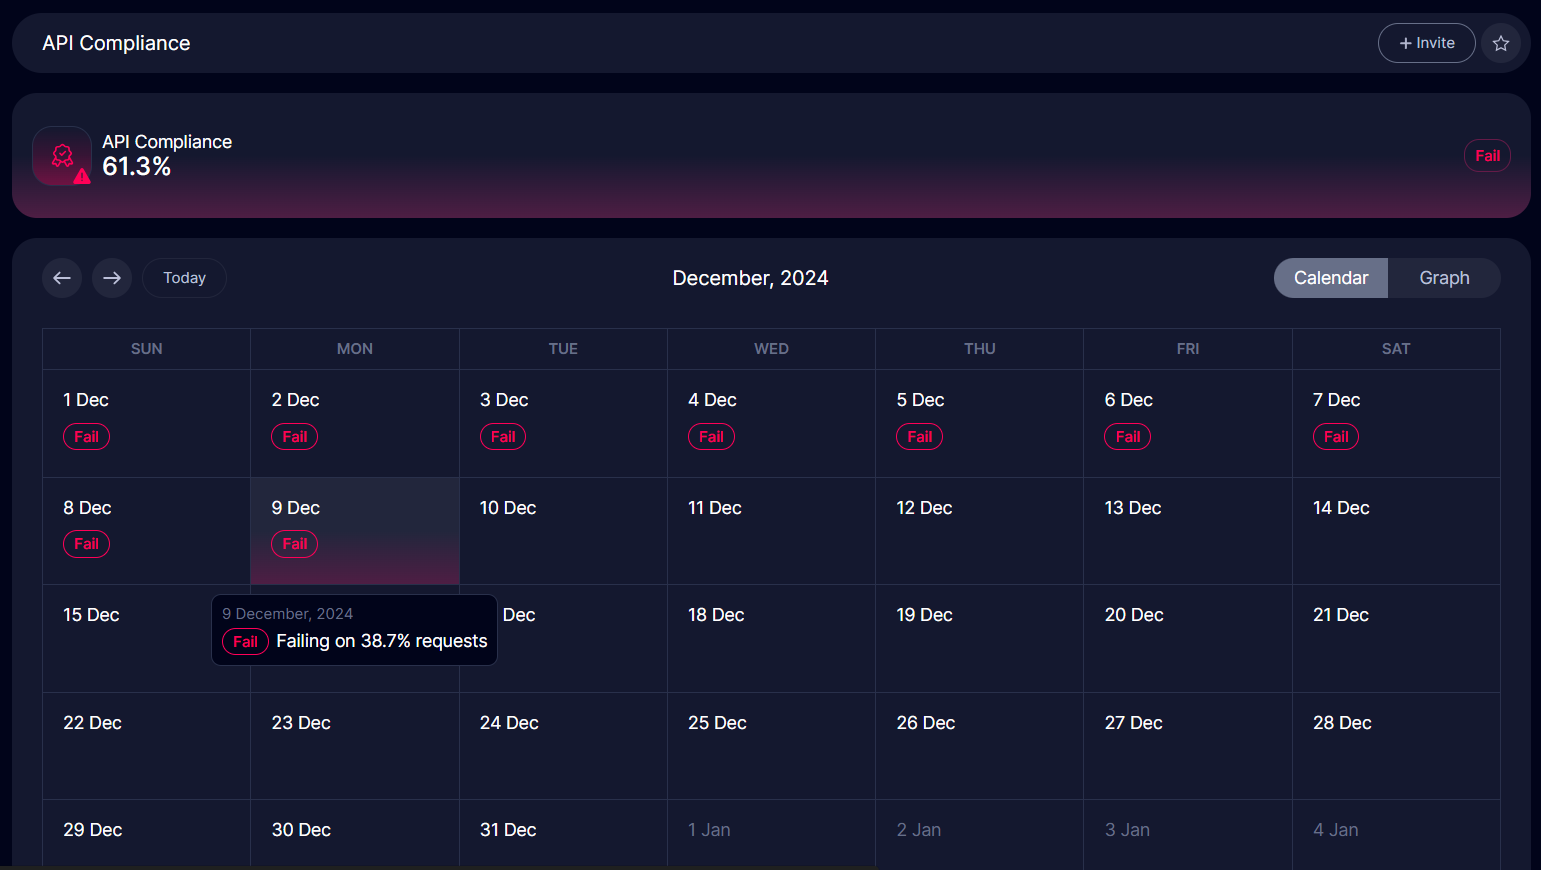 API Compliance
+ Invite
API Compliance
61.3%
Fail
Today
December, 2024
Calendar
Graph
SUN MON TUE WED THU FRI SAT
1 Dec 2 Dec 3 Dec 4 Dec 5 Dec 6 Dec 7 Dec
Fail Fail Fail Fail Fail Fail Fail
8 Dec 9 Dec 10 Dec 11 Dec 12 Dec 13 Dec 14 Dec
Fail Fail
15 Dec Dec 18 Dec 19 Dec 20 Dec 21 Dec
9 December, 2024
Fail Failing on 38.7% requests
22 Dec 23 Dec 24 Dec 25 Dec 26 Dec 27 Dec 28 Dec
29 Dec 30 Dec 31 Dec 1 Jan 2 Jan 3 Jan 4 Jan